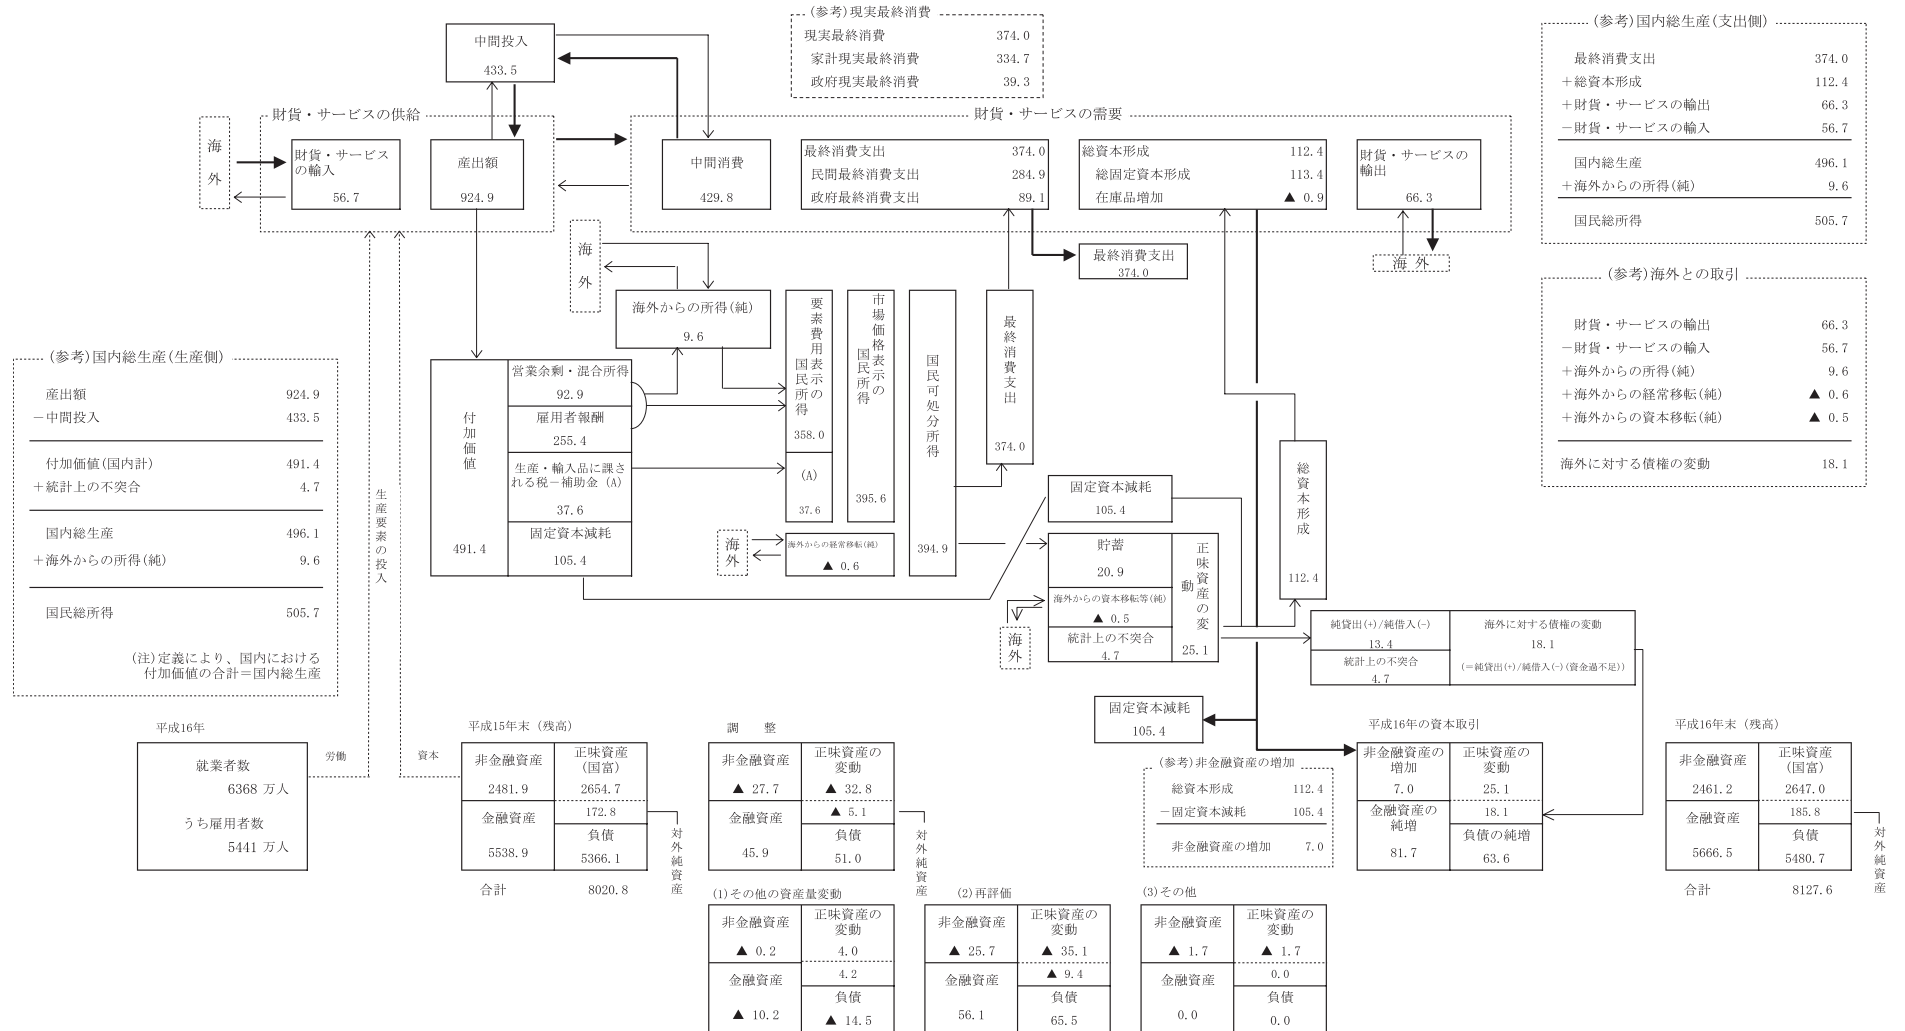 (参考)現実最終消費
現実最終消費 374.0
家計現実最終消費 334.7
政府現実最終消費 39.3
(参考)国内総生産(支出側)
最終消費支出 374.0
＋総資本形成 112.4
＋財貨・サービスの輸出 66.3
－財貨・サービスの輸入 56.7
国内総生産 496.1
＋海外からの所得(純) 9.6
国民総所得 505.7
中間投入
433.5
財貨・サービスの供給
海外
財貨・サービス
の輸入
56.7
産出額
924.9
財貨・サービスの需要
中間消費
429.8
最終消費支出 374.0
民間最終消費支出 284.9
政府最終消費支出 89.1
総資本形成 112.4
総固定資本形成 113.4
在庫品増加 ▲ 0.9
財貨・サービスの
輸出
66.3
海 外
最終消費支出
374.0
海外
海外からの所得(純)
9.6
要素費用表示の
国民所得
358.0
(A)
37.6
市場価格表示の
国民所得
395.6
国民可処分所得
394.9
最終消費支出
374.0
(参考)海外との取引
財貨・サービスの輸出 66.3
－財貨・サービスの輸入 56.7
＋海外からの所得(純) 9.6
＋海外からの経常移転(純) ▲ 0.6
＋海外からの資本移転(純) ▲ 0.5
海外に対する債権の変動 18.1
(参考)国内総生産(生産側)
産出額 924.9
－中間投入 433.5
付加価値(国内計) 491.4
＋統計上の不突合 4.7
国内総生産 496.1
＋海外からの所得(純) 9.6
国民総所得 505.7
(注)定義により、国内における
付加価値の合計＝国内総生産
生産要素の投入
付加価値
491.4
営業余剰・混合所得
92.9
雇用者報酬
255.4
生産・輸入品に課さ
れる税－補助金（A）
37.6
固定資本減耗
105.4
海外
海外からの経常移転(純)
▲ 0.6
固定資本減耗
105.4
貯蓄
20.9
海外からの資本移転等(純)
▲ 0.5
統計上の不突合
4.7
正味資産の変
動
25.1
海外
総資本形成
112.4
純貸出(+)/純借入(-)
13.4
統計上の不突合
4.7
海外に対する債権の変動
18.1
(＝純貸出(+)/純借入(-)(資金過不足))
固定資本減耗
105.4
平成16年
就業者数
6368 万人
うち雇用者数
5441 万人
労働
資本
平成15年末（残高）
非金融資産
2481.9
正味資産
(国富)
2654.7
172.8
金融資産
5538.9
負債
5366.1
対外純資産
合計 8020.8
調 整
非金融資産
▲ 27.7
正味資産の
変動
▲ 32.8
▲ 5.1
金融資産
45.9
負債
51.0
対外純資産
(参考)非金融資産の増加
総資本形成 112.4
－固定資本減耗 105.4
非金融資産の増加 7.0
平成16年の資本取引
非金融資産の
増加
7.0
正味資産の
変動
25.1
18.1
金融資産の
純増
81.7
負債の純増
63.6
平成16年末（残高）
非金融資産
2461.2
正味資産
(国富)
2647.0
185.8
金融資産
5666.5
負債
5480.7
対外純資産
合計 8127.6
(1)その他の資産量変動
非金融資産
▲ 0.2
正味資産の
変動
4.0
4.2
金融資産
▲ 10.2
負債
▲ 14.5
(2)再評価
非金融資産
▲ 25.7
正味資産の
変動
▲ 35.1
▲ 9.4
金融資産
56.1
負債
65.5
(3)その他
非金融資産
▲ 1.7
正味資産の
変動
▲ 1.7
0.0
金融資産
0.0
負債
0.0